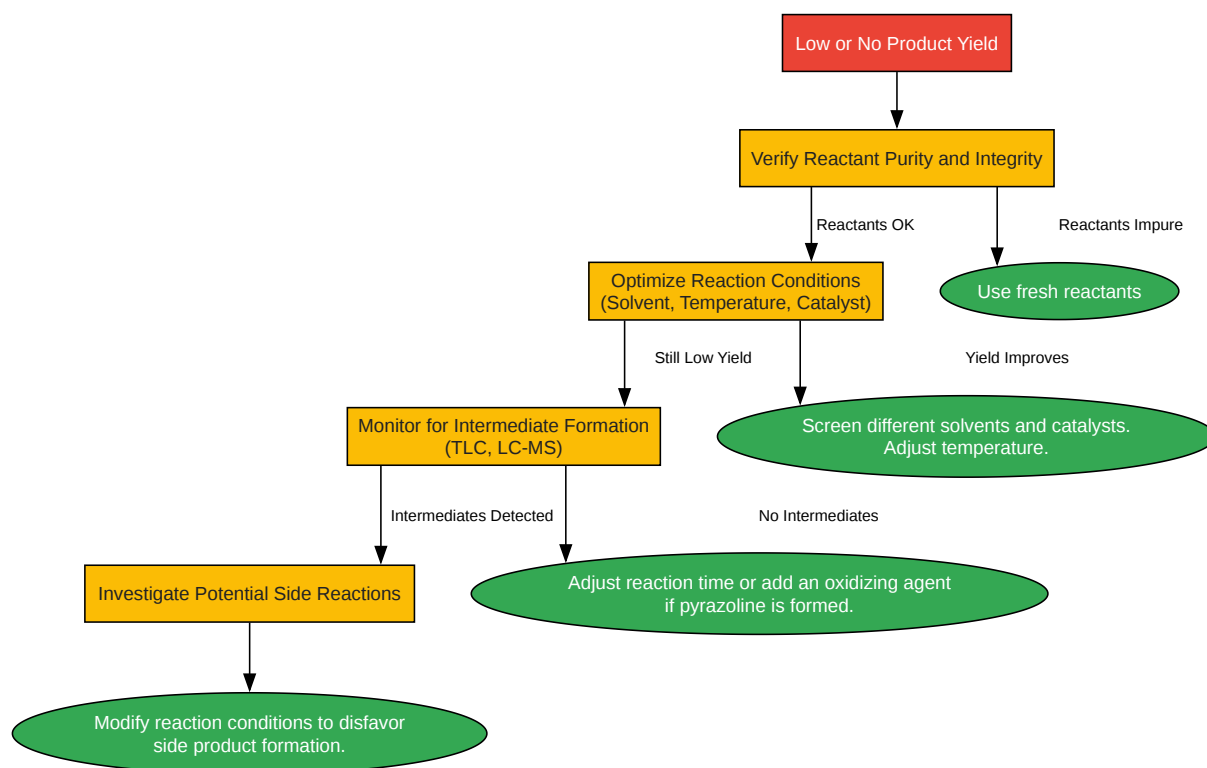 Low or No Product Yield
Verify Reactant Purity and Integrity
Reactants OK
Reactants Impure
Optimize Reaction Conditions
(Solvent, Temperature, Catalyst)
Use fresh reactants
Still Low Yield
Yield Improves
Monitor for Intermediate Formation
(TLC, LC-MS)
Screen different solvents and catalysts.
Adjust temperature.
Intermediates Detected
No Intermediates
Investigate Potential Side Reactions
Adjust reaction time or add an oxidizing agent
if pyrazoline is formed.
Modify reaction conditions to disfavor
side product formation.